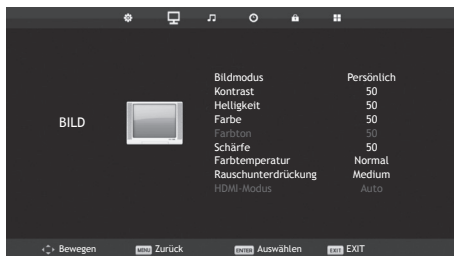 BILD
Bildmodus Persönlich
Kontrast 50
Helligkeit 50
Farbe 50
Farbton 50
Schärfe 50
Farbtemperatur Normal
Rauschunterdrückung Medium
HDMI-Modus Auto
Bewegen MENU Zurück ENTER Auswählen EXIT EXIT